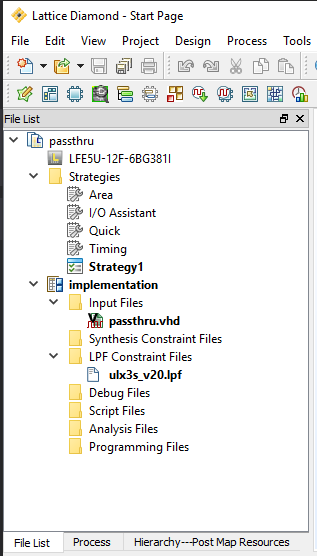 Lattice Diamond - Start Page
File Edit View Project Design Process Tools
File List
passthru
LFE5U-12F-6BG381I
Strategies
Area
I/O Assistant
Quick
Timing
Strategy1
implementation
Input Files
passthru.vhd
Synthesis Constraint Files
LPF Constraint Files
ulx3s_v20.lpf
Debug Files
Script Files
Analysis Files
Programming Files
File List Process Hierarchy---Post Map Resources